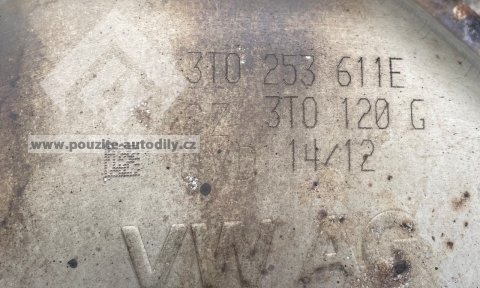 3T0 253 611E
3T0 120 G
www.pouzite-autodily.cz
14/12
VW AG